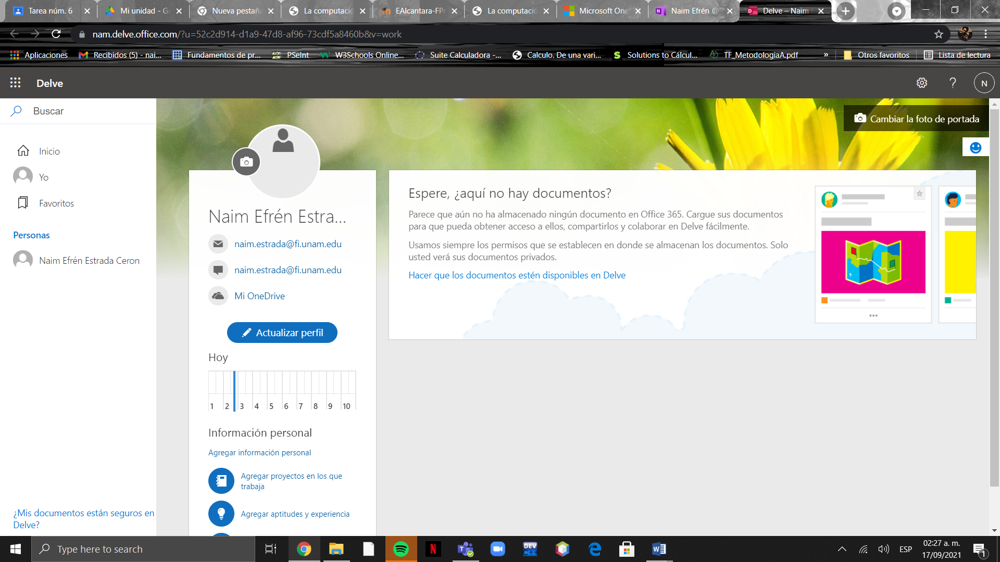 Tarea núm. 6
Mi unidad - Go
Nueva pestaña
La computació
EAlcantara-FPr
La computació
Microsoft One
Naim Efrén @
Delve – Naim
nam.delve.office.com/?u=52c2d914-d1a9-47d8-af96-73cdf5a8460b&v=work
Aplicaciones
Recibidos (5) - nai...
Fundamentos de pr...
PSeInt
W3Schools Online...
Suite Calculadora -...
Calculo. De una vari...
Solutions to Cálcul...
TF_MetodologiaA.pdf
»
Otros favoritos
Lista de lectura
Delve
?
N
Buscar
Inicio
Yo
Favoritos
Personas
Naim Efrén Estrada Ceron
¿Mis documentos están seguros en
Delve?
Cambiar la foto de portada
Naim Efrén Estra...
naim.estrada@fi.unam.edu
naim.estrada@fi.unam.edu
Mi OneDrive
Actualizar perfil
Hoy
1 2 3 4 5 6 7 8 9 10
Información personal
Agregar información personal
Agregar proyectos en los que
trabaja
Agregar aptitudes y experiencia
Espere, ¿aquí no hay documentos?
Parece que aún no ha almacenado ningún documento en Office 365. Cargue sus documentos
para que pueda obtener acceso a ellos, compartirlos y colaborar en Delve fácilmente.
Usamos siempre los permisos que se establecen en donde se almacenan los documentos. Solo
usted verá sus documentos privados.
Hacer que los documentos estén disponibles en Delve
Type here to search
N
DEV
ESP
02:27 a. m.
17/09/2021
1